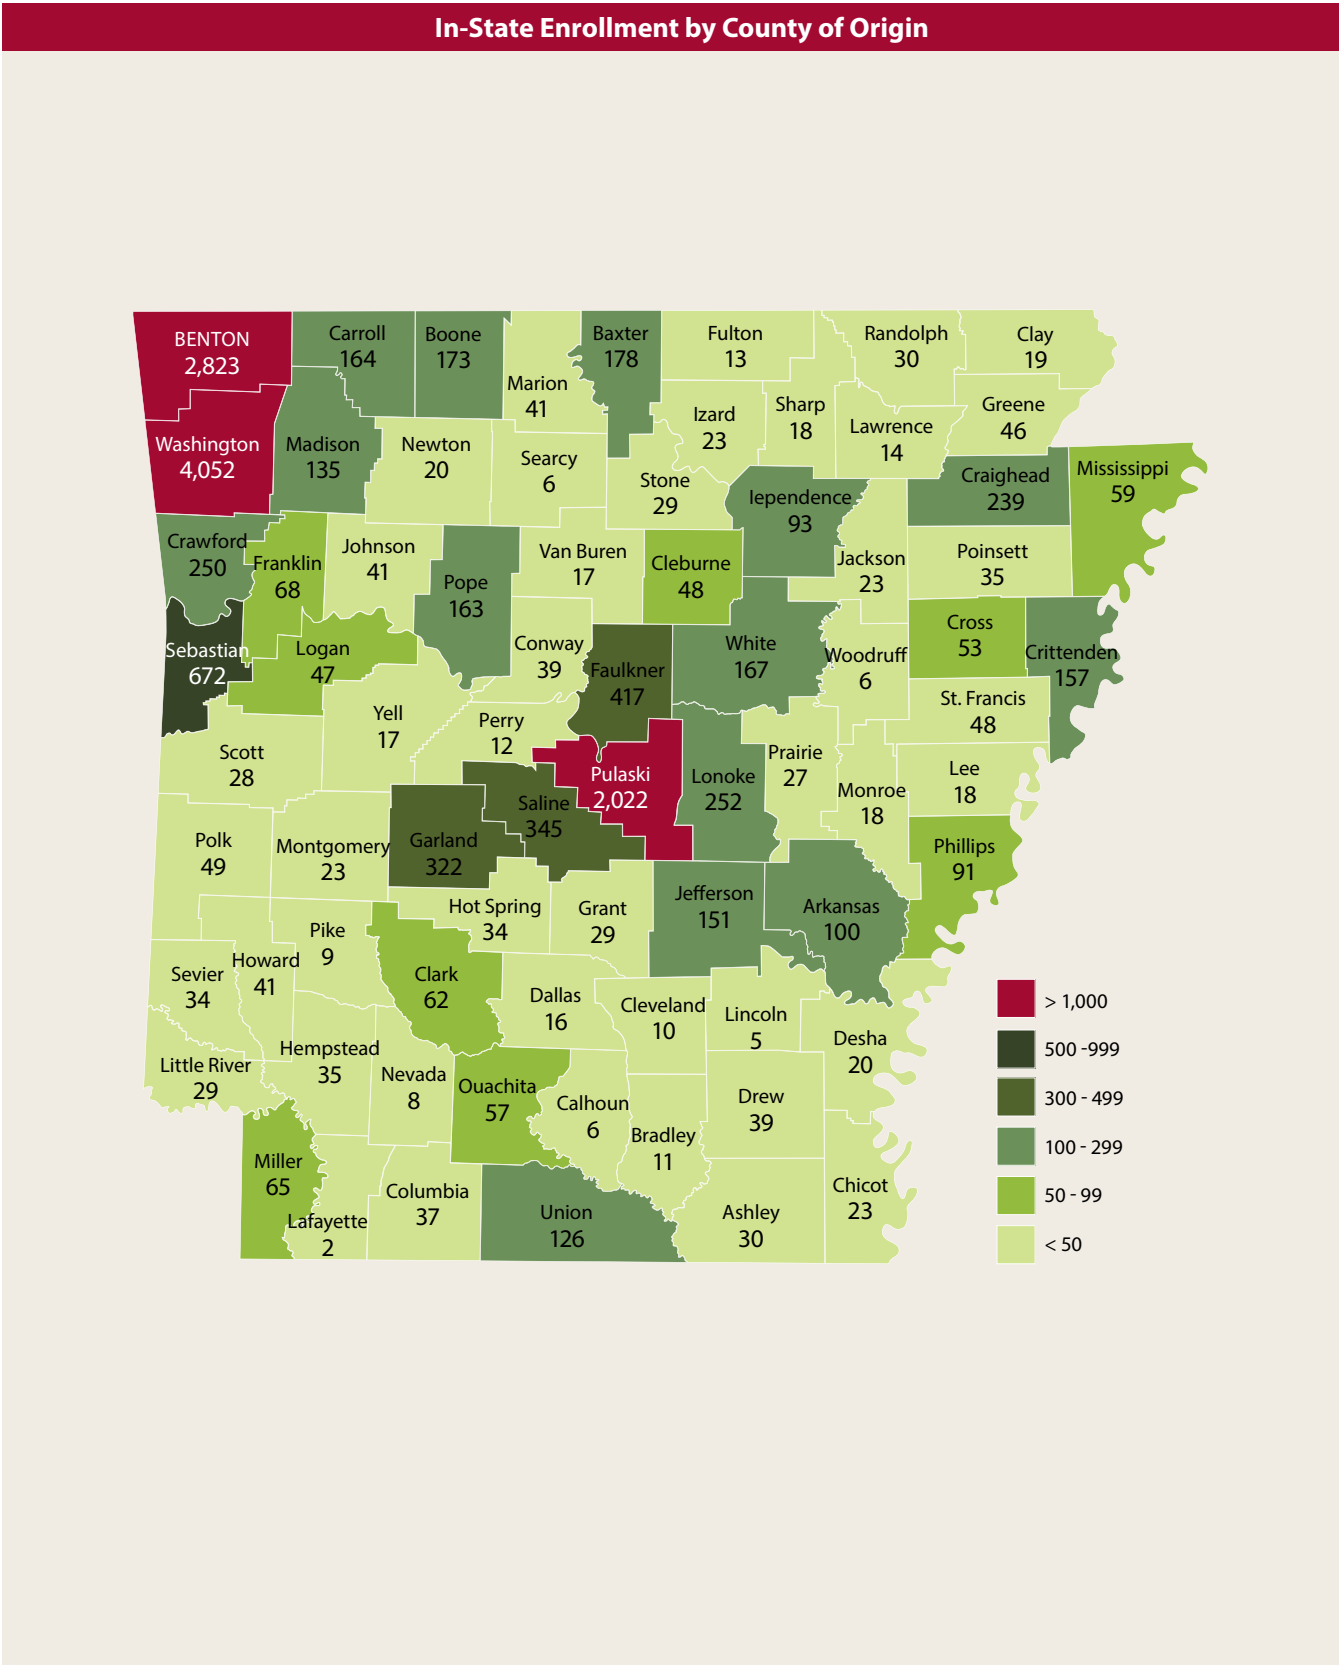 In-State Enrollment by County of Origin
BENTON
2,823
Carroll
164
Boone
173
Marion
41
Baxter
178
Fulton
13
Randolph
30
Clay
19
Washington
4,052
Madison
135
Newton
20
Searcy
6
Stone
29
Izard
23
Sharp
18
Lawrence
14
Greene
46
Craighead
239
Mississippi
59
Crawford
250
Franklin
68
Johnson
41
Pope
163
Van Buren
17
Cleburne
48
Iependence
93
Jackson
23
Poinsett
35
Sebastian
672
Logan
47
Conway
39
Faulkner
417
White
167
Woodruff
6
Cross
53
Crittenden
157
St. Francis
48
Scott
28
Yell
17
Perry
12
Pulaski
2,022
Lonoke
252
Prairie
27
Monroe
18
Lee
18
Polk
49
Montgomery
23
Garland
322
Saline
345
Phillips
91
Hot Spring
34
Grant
29
Jefferson
151
Arkansas
100
Pike
9
Howard
41
Sevier
34
Clark
62
Dallas
16
Cleveland
10
Lincoln
5
Desha
20
Little River
29
Hempstead
35
Nevada
8
Ouachita
57
Calhoun
6
Bradley
11
Drew
39
Miller
65
Lafayette
2
Columbia
37
Union
126
Ashley
30
Chicot
23
> 1,000
500 -999
300 - 499
100 - 299
50 - 99
< 50